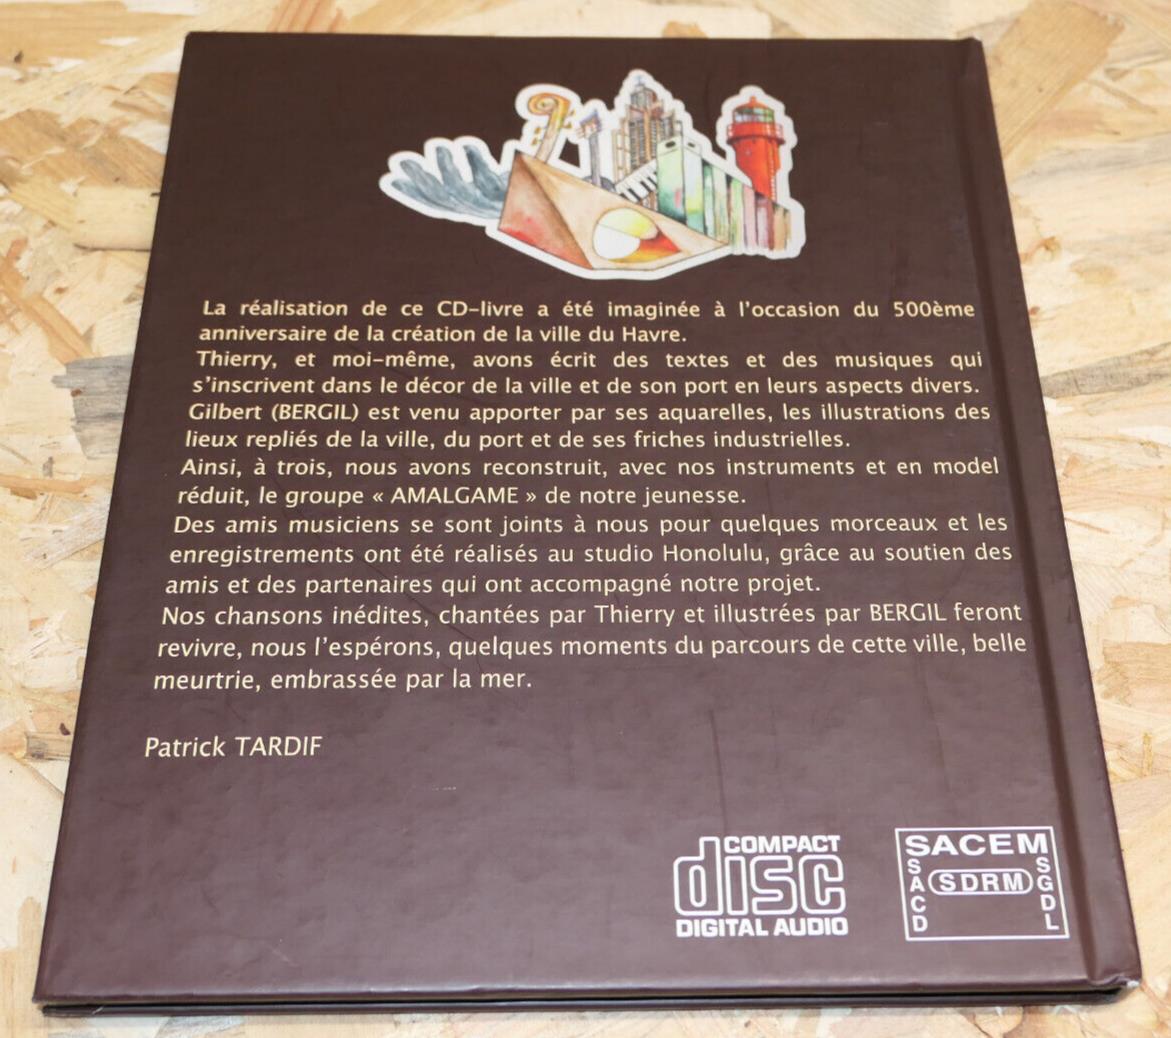 La réalisation de ce CD-livre a été imaginée à l'occasion du 500ème
anniversaire de la création de la ville du Havre.
Thierry, et moi-même, avons écrit des textes et des musiques qui
s'inscrivent dans le décor de la ville et de son port en leurs aspects divers.
Gilbert (BERGIL) est venu apporter par ses aquarelles, les illustrations des
lieux repliés de la ville, du port et de ses friches industrielles.
Ainsi, à trois, nous avons reconstruit, avec nos instruments et en model
réduit, le groupe « AMALGAME » de notre jeunesse.
Des amis musiciens se sont joints à nous pour quelques morceaux et les
enregistrements ont été réalisés au studio Honolulu, grâce au soutien des
amis et des partenaires qui ont accompagné notre projet.
Nos chansons inédites, chantées par Thierry et illustrées par BERGIL feront
revivre, nous l'espérons, quelques moments du parcours de cette ville, belle
meurtrie, embrassée par la mer.
Patrick TARDIF
COMPACT
disc
DIGITAL AUDIO
SACEM
SACD
SDRM
SGDL